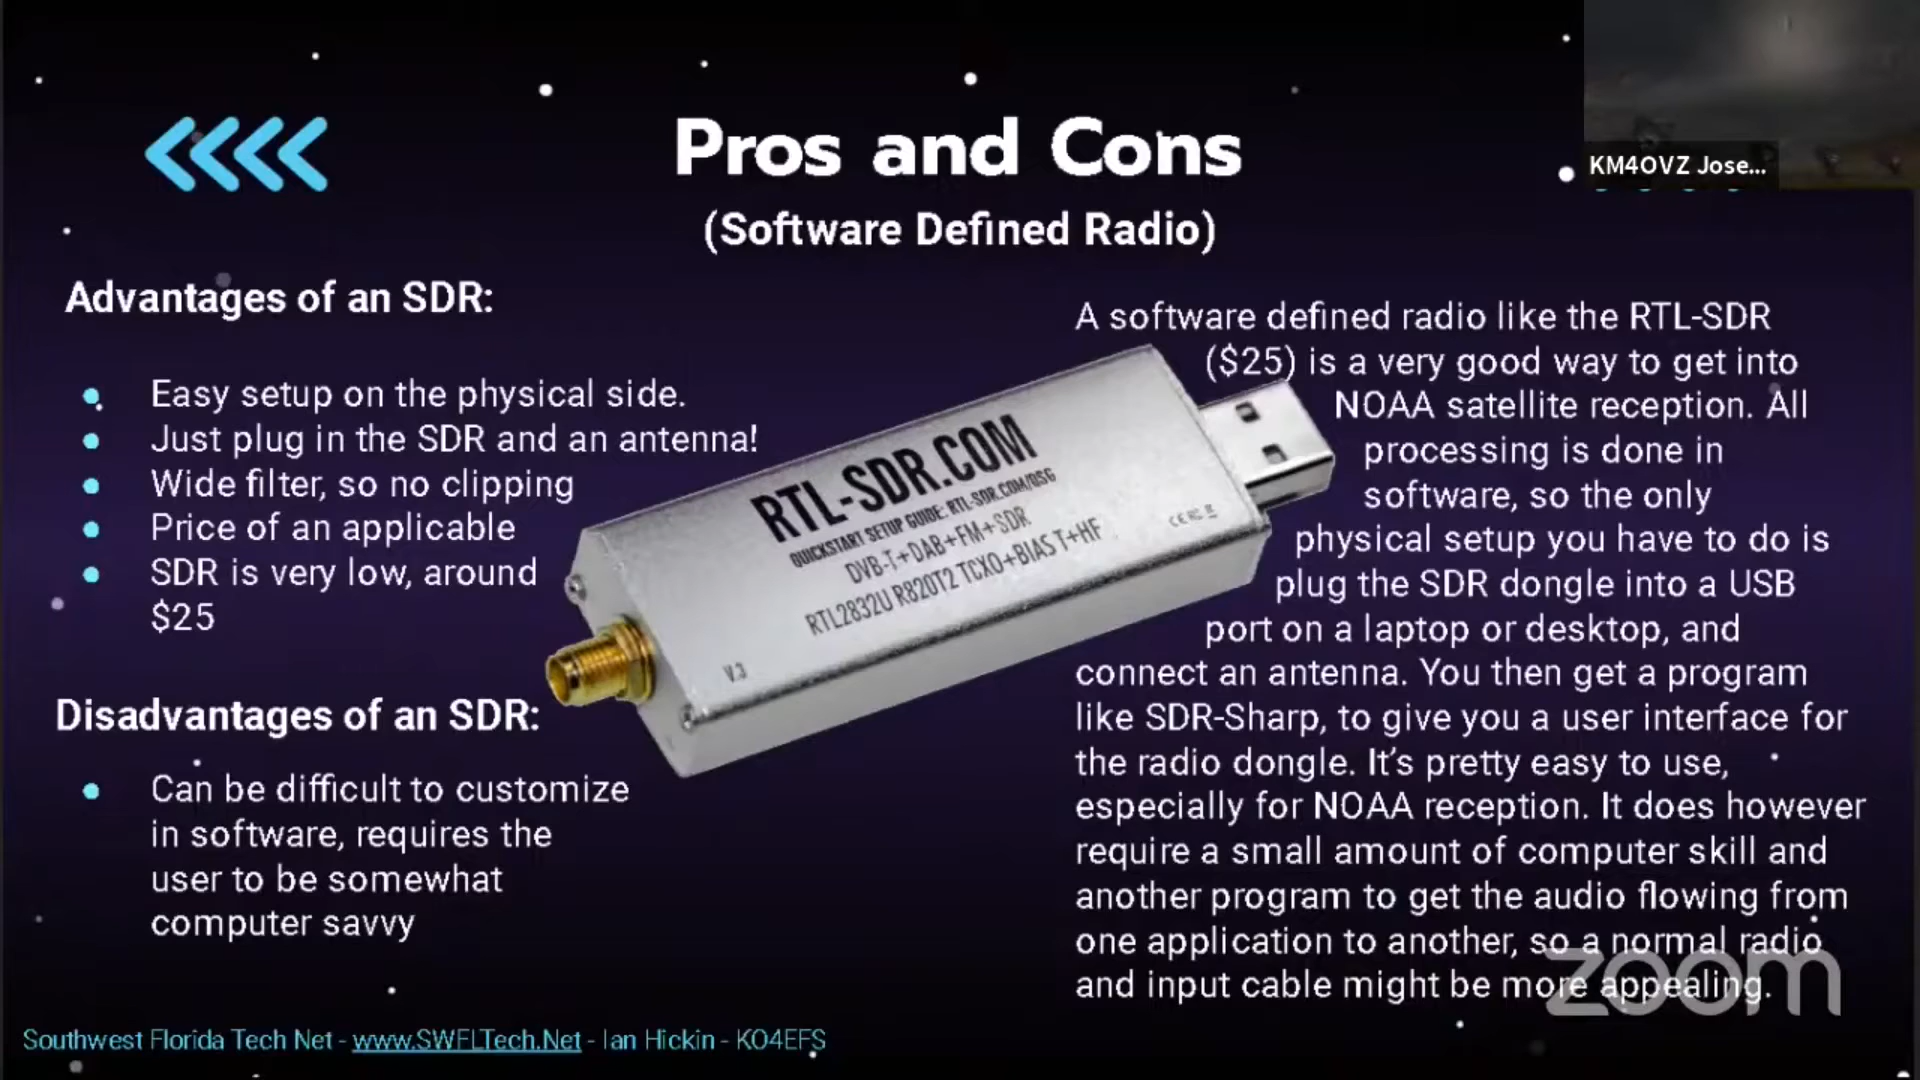 Pros and Cons
(Software Defined Radio)
KM4OVZ Jose...
Advantages of an SDR:
Easy setup on the physical side.
Just plug in the SDR and an antenna!
Wide filter, so no clipping
Price of an applicable
SDR is very low, around
$25
Disadvantages of an SDR:
Can be difficult to customize
in software, requires the
user to be somewhat
computer savvy
RTL-SDR.COM
QUICKSTART SETUP GUIDE: RTL-SDR.COM/QSG
DVB-T+DAB+FM+SDR
RTL2832U R820T2 TCXO+BIAS T+HF
V.3
A software defined radio like the RTL-SDR
($25) is a very good way to get into
NOAA satellite reception. All
processing is done in
software, so the only
physical setup you have to do is
plug the SDR dongle into a USB
port on a laptop or desktop, and
connect an antenna. You then get a program
like SDR-Sharp, to give you a user interface for
the radio dongle. It's pretty easy to use,
especially for NOAA reception. It does however
require a small amount of computer skill and
another program to get the audio flowing from
one application to another, so a normal radio
and input cable might be more appealing.
zoom
Southwest Florida Tech Net - www.SWFLTech.Net - Ian Hickin - KO4EFS